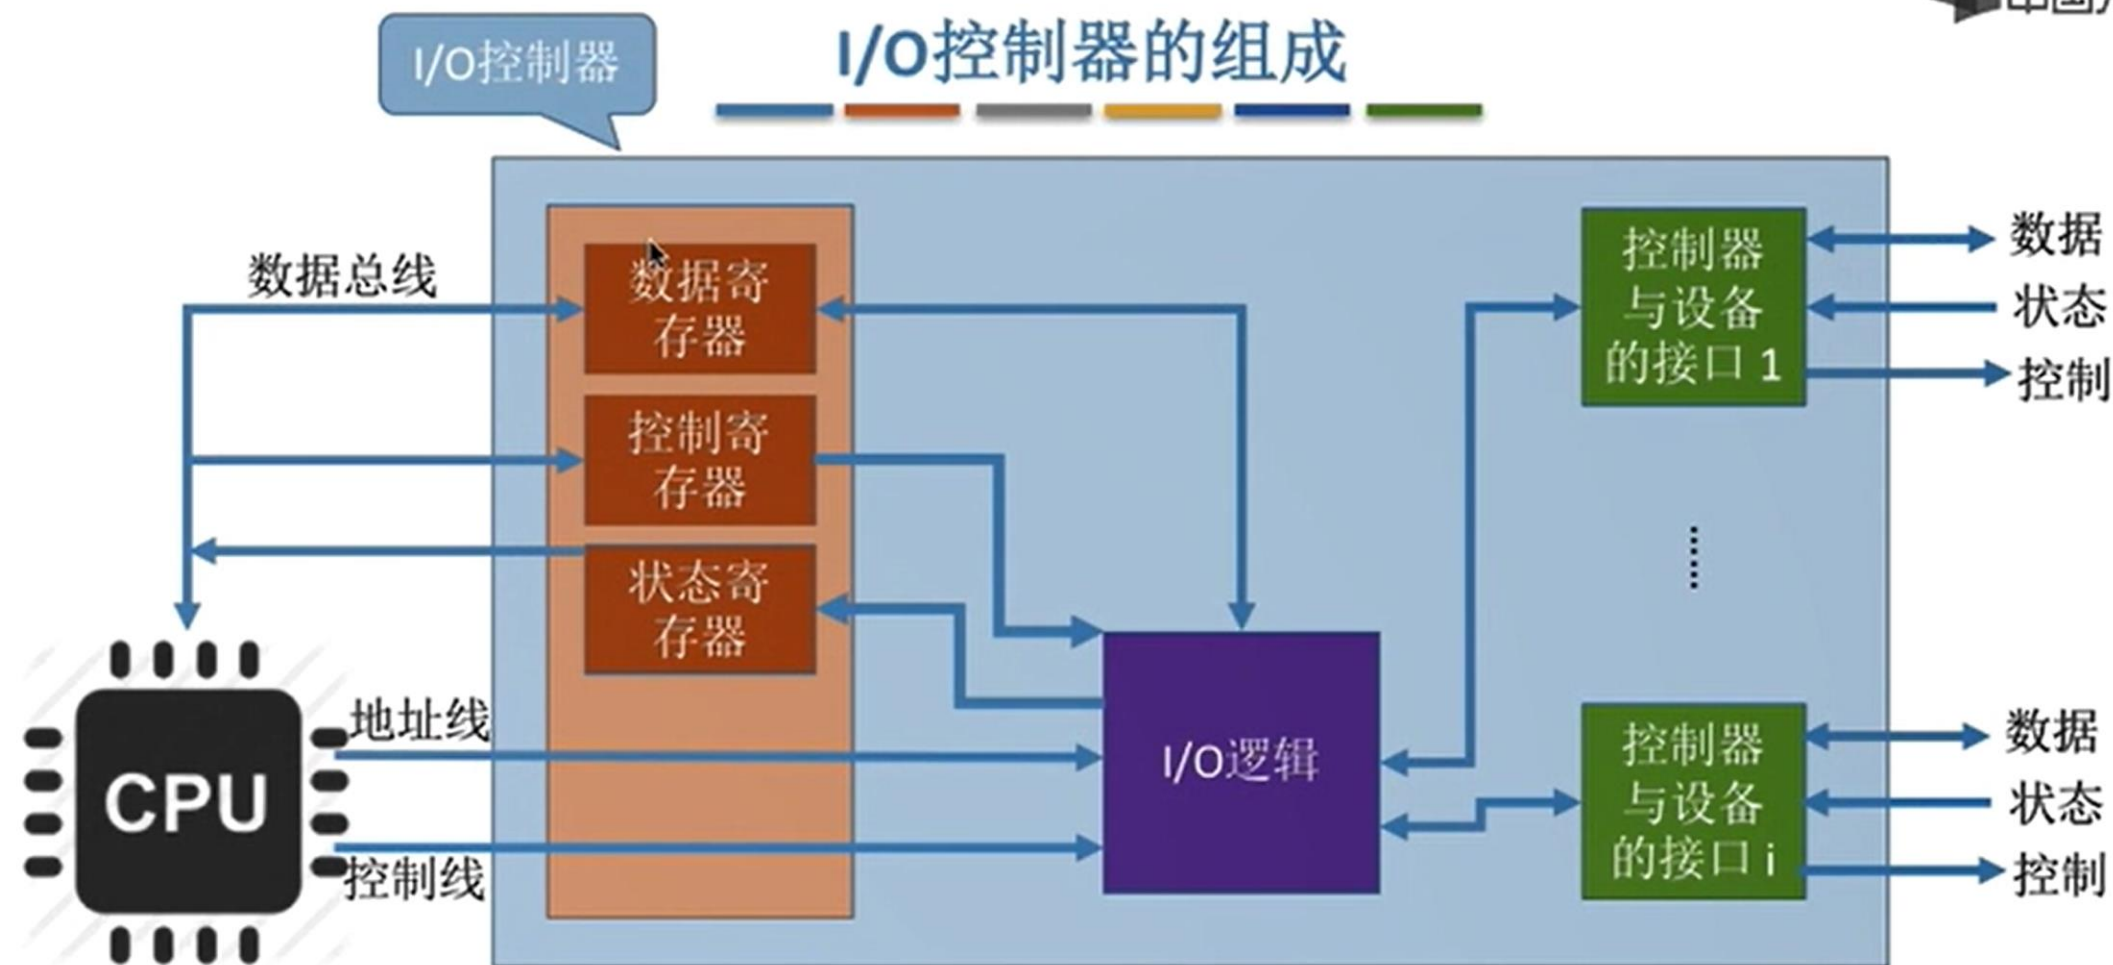 I/O控制器
I/O控制器的组成
数据总线
数据寄
存器
控制寄
存器
状态寄
存器
地址线
控制线
CPU
I/O逻辑
控制器
与设备
的接口 1
数据
状态
控制
控制器
与设备
的接口 i
数据
状态
控制